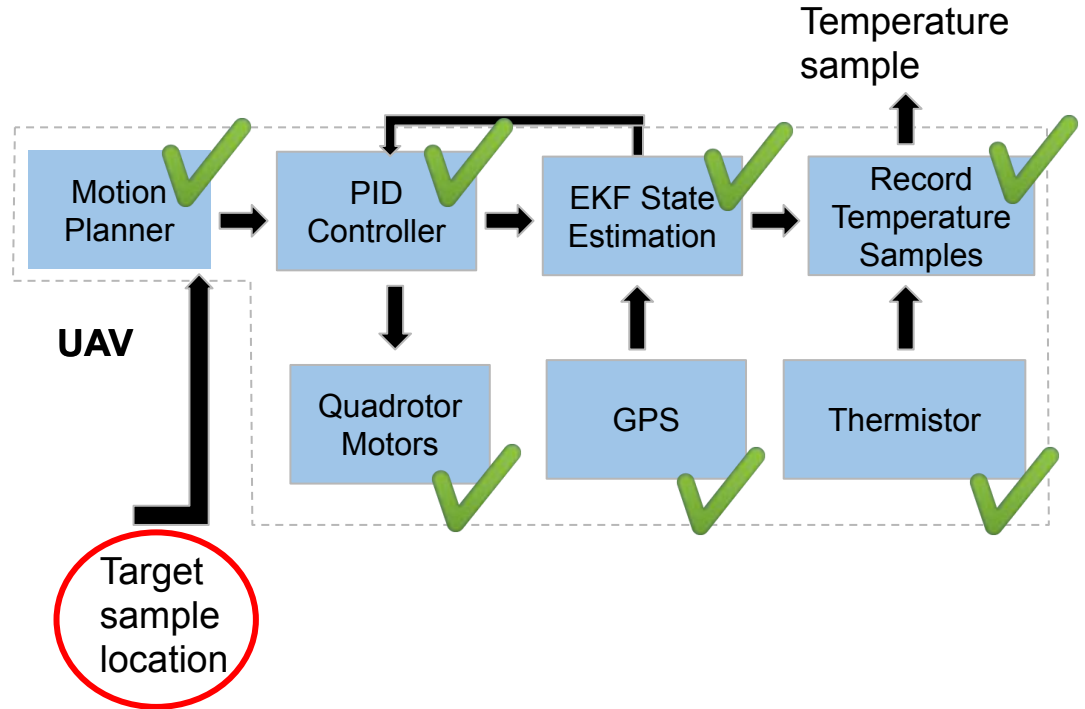 Temperature
sample
Motion
Planner
PID
Controller
EKF State
Estimation
Record
Temperature
Samples
UAV
Quadrotor
Motors
GPS
Thermistor
Target
sample
location